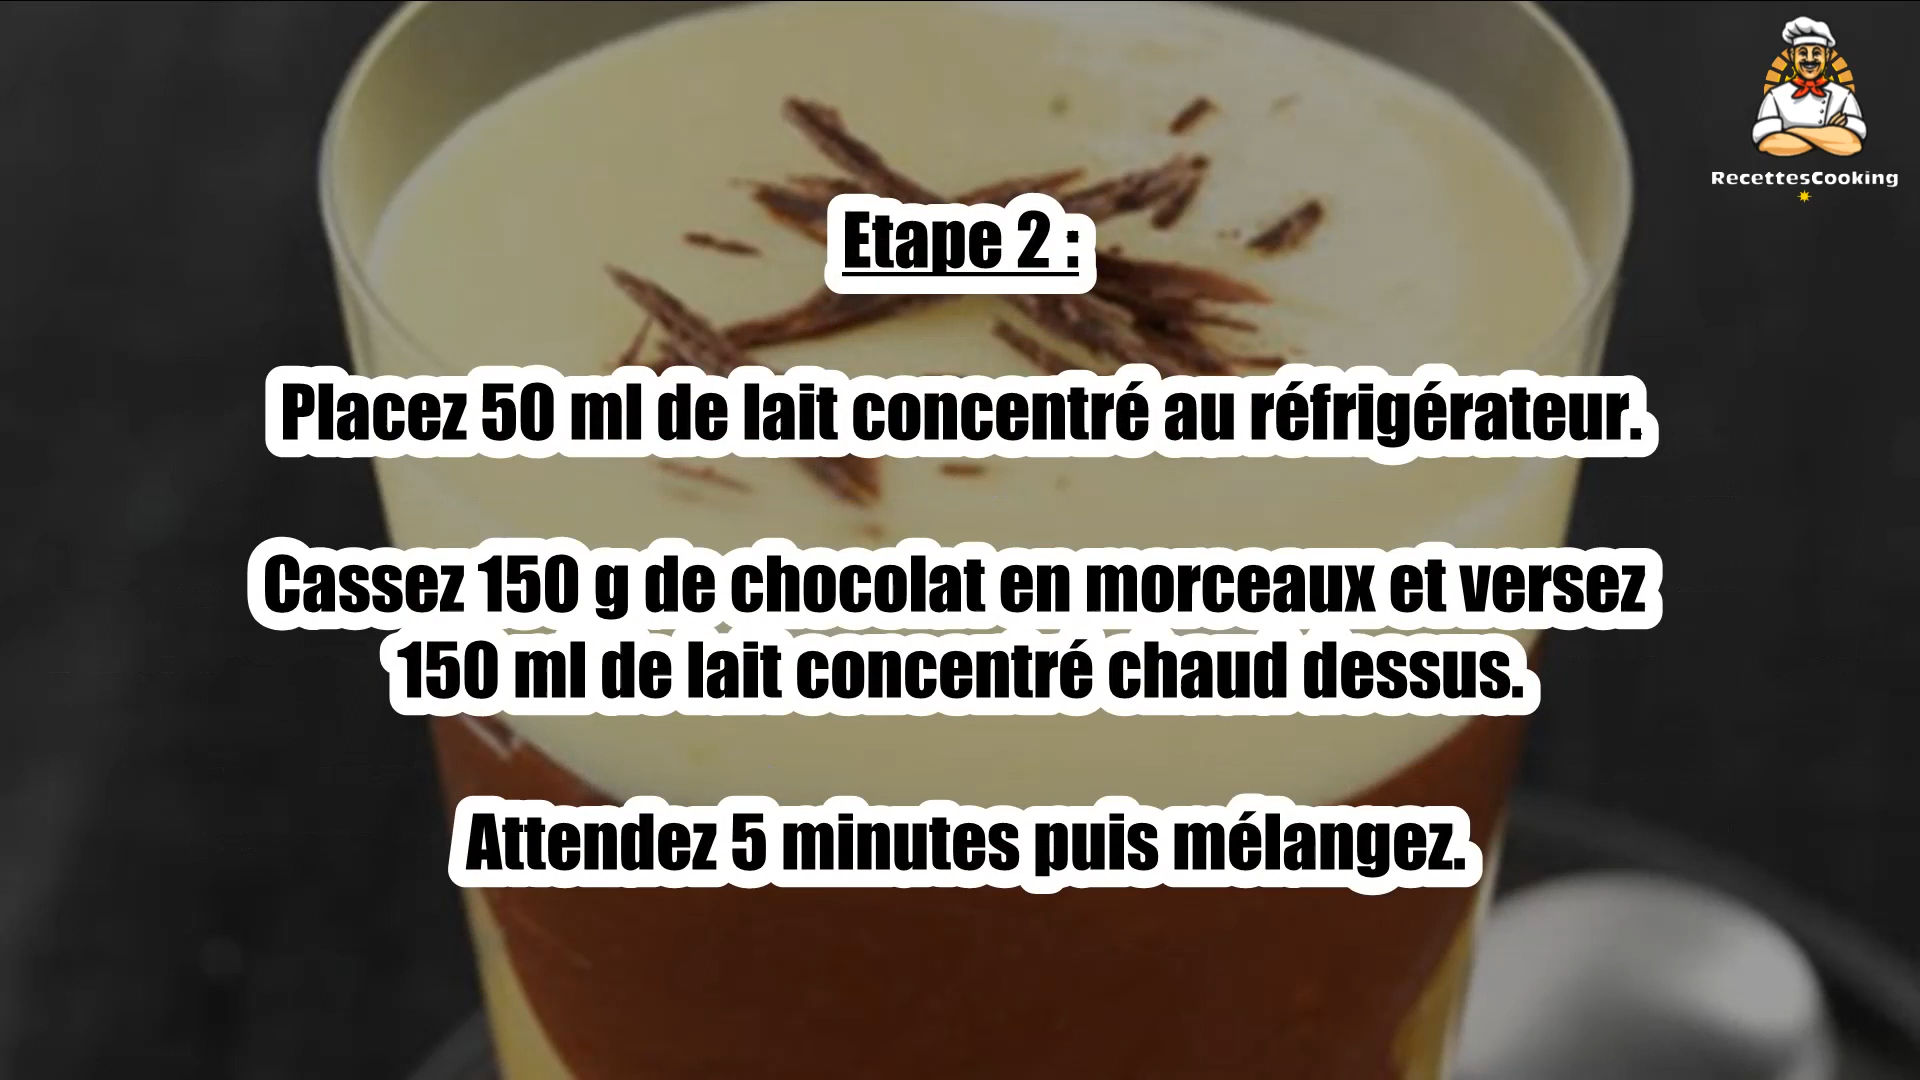 RecettesCooking
Etape 2 :
Placez 50 ml de lait concentré au réfrigérateur.
Cassez 150 g de chocolat en morceaux et versez
150 ml de lait concentré chaud dessus.
Attendez 5 minutes puis mélangez.